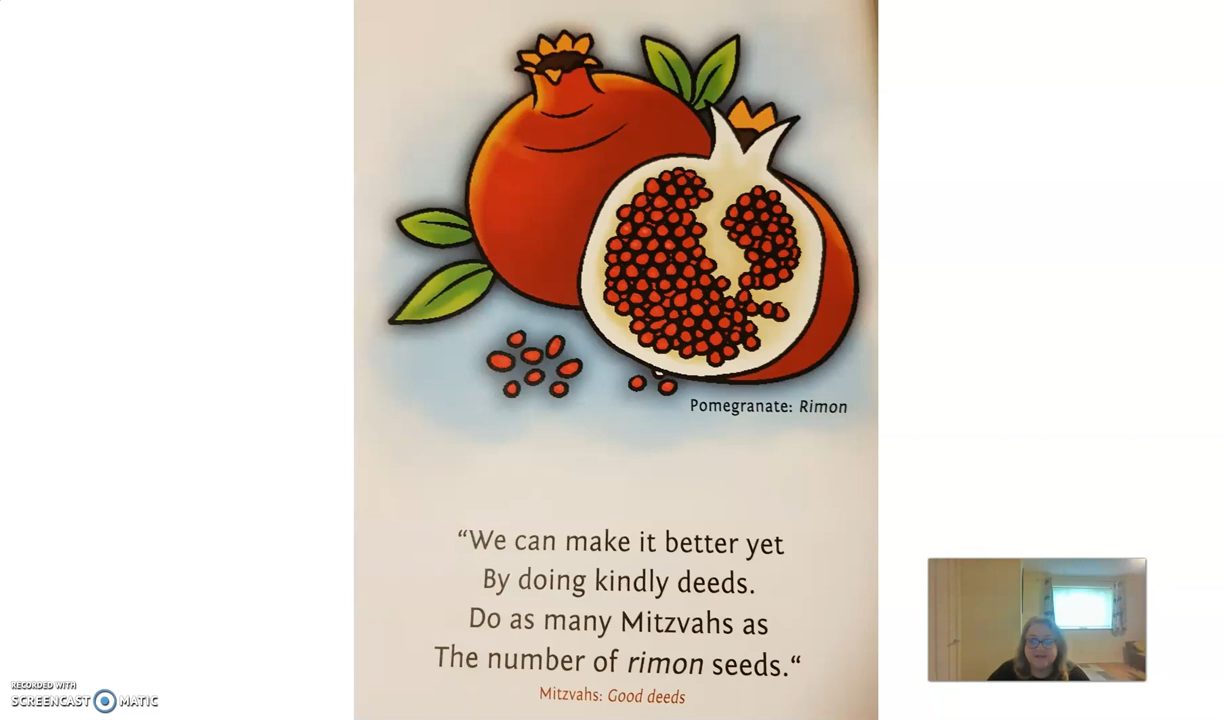 Pomegranate: Rimon
“We can make it better yet
By doing kindly deeds.
Do as many Mitzvahs as
The number of rimon seeds.“
Mitzvahs: Good deeds
RECORDED WITH
SCREENCAST MATIC